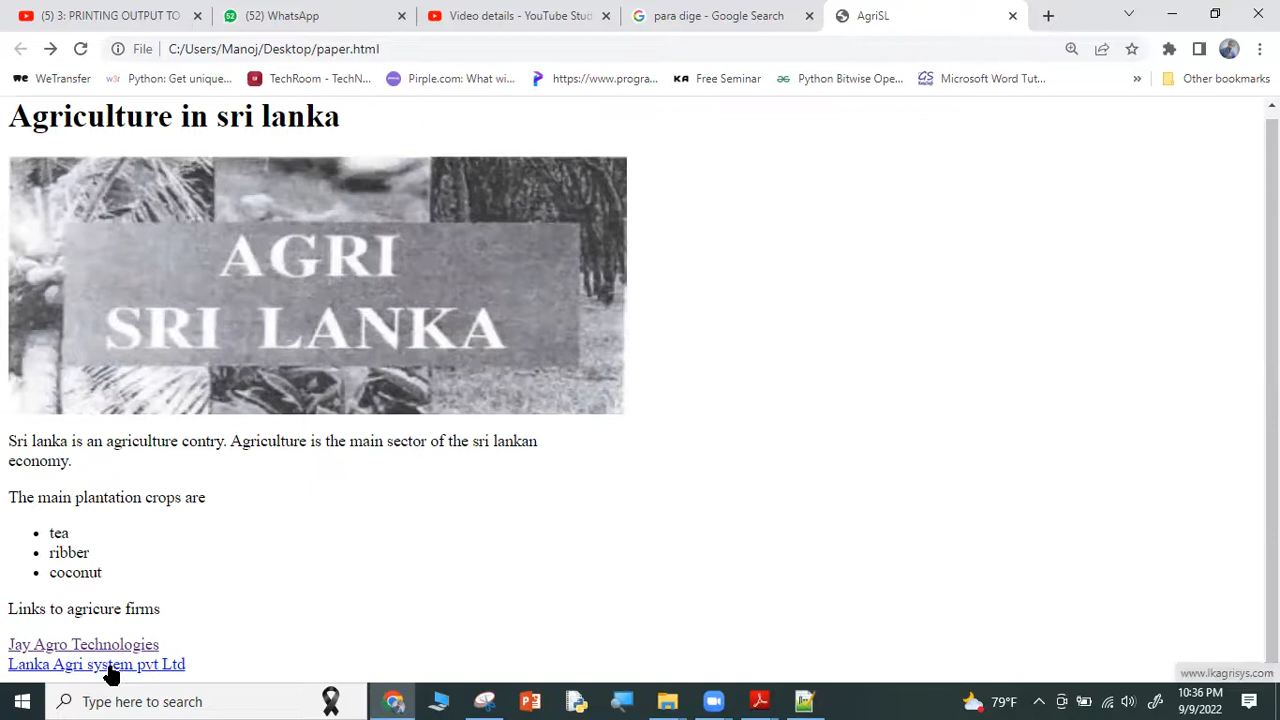 (5) 3: PRINTING OUTPUT TO
(52) WhatsApp
Video details - YouTube Stud
para dige - Google Search
AgriSL
File
C:/Users/Manoj/Desktop/paper.html
we WeTransfer
w3r Python: Get unique...
TechRoom - TechN...
Pirple.com: What wi...
https://www.progra...
KA Free Seminar
Python Bitwise Ope...
CS Microsoft Word Tut...
Other bookmarks
Agriculture in sri lanka
AGRI
SRI LANKA
Sri lanka is an agriculture contry. Agriculture is the main sector of the sri lankan
economy.
The main plantation crops are
tea
ribber
coconut
Links to agricure firms
Jay Agro Technologies
Lanka Agri system pvt Ltd
www.lkagrisys.com
Type here to search
79°F
10:36 PM
9/9/2022